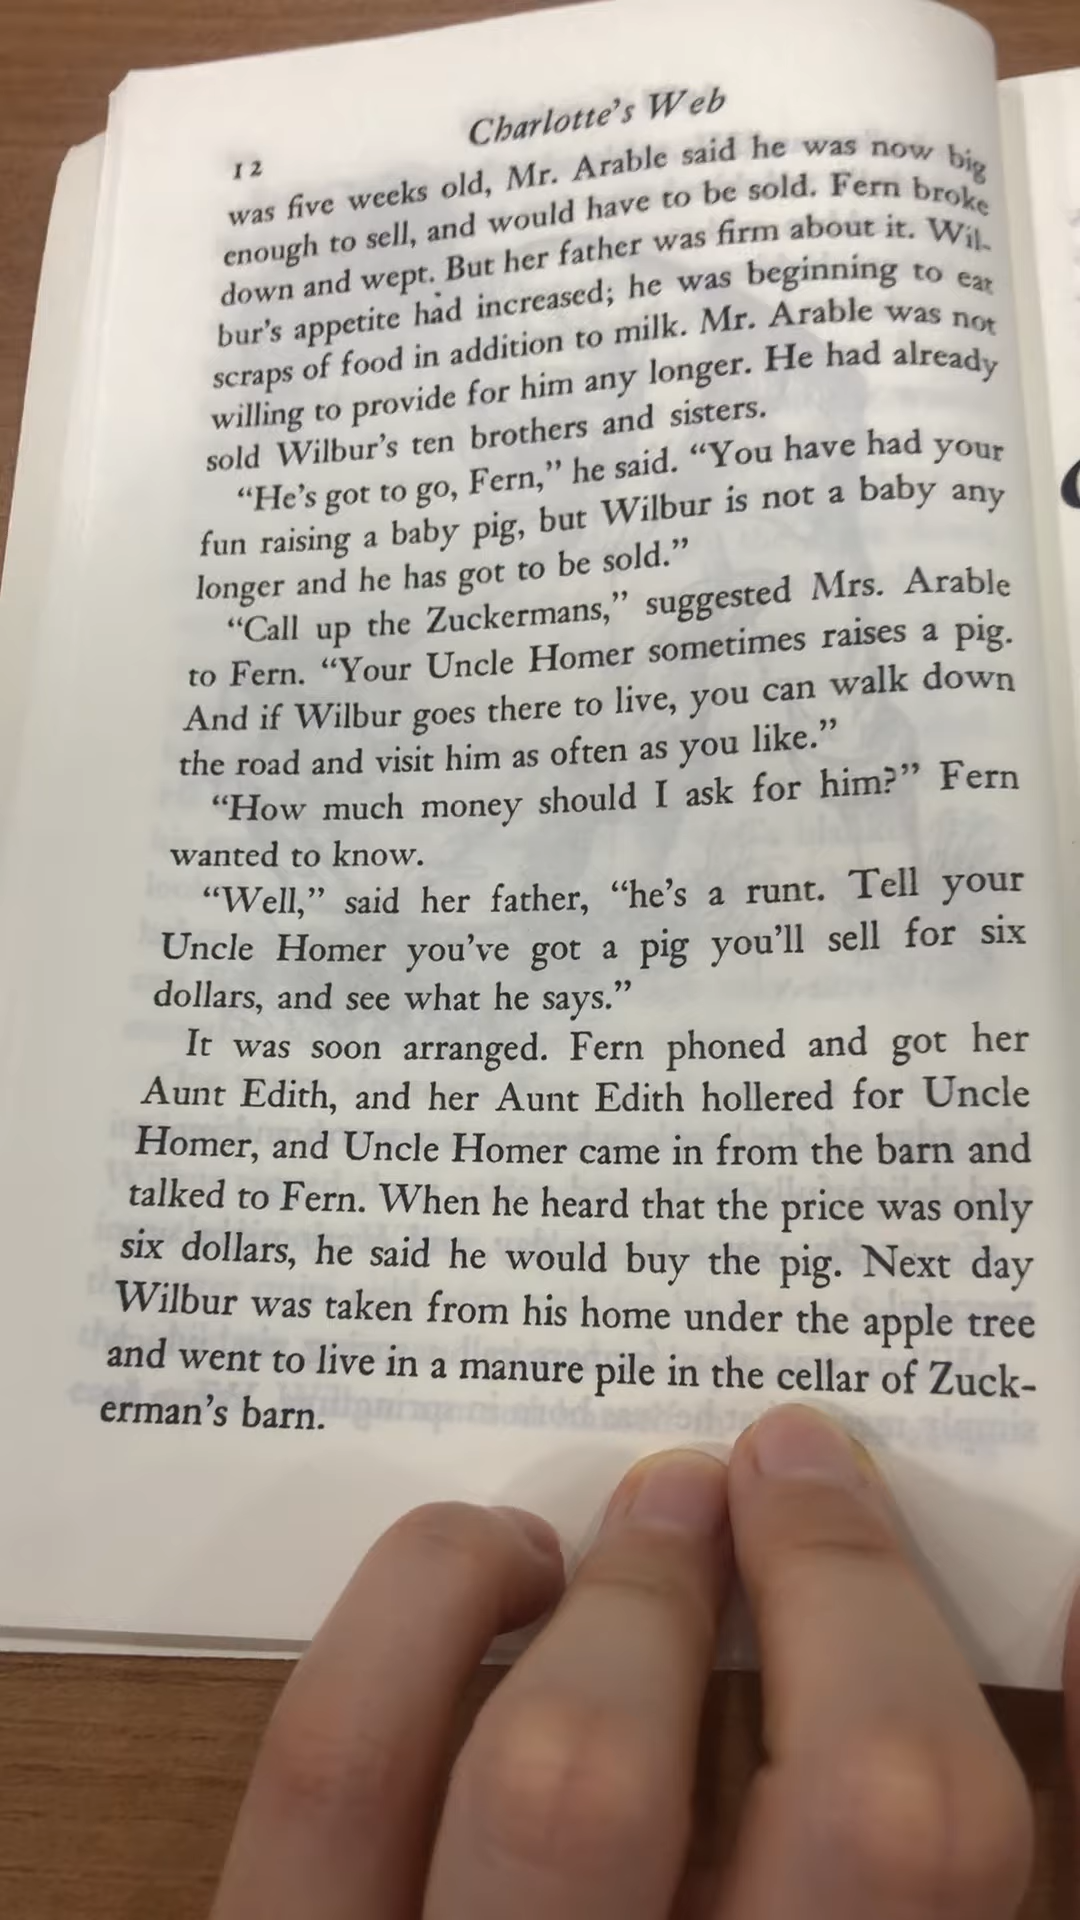 Charlotte's Web
12
was five weeks old, Mr. Arable said he was now big
enough to sell, and would have to be sold. Fern broke
down and wept. But her father was firm about it. Wil-
bur's appetite had increased; he was beginning to eat
scraps of food in addition to milk. Mr. Arable was not
willing to provide for him any longer. He had already
sold Wilbur's ten brothers and sisters.
“He's got to go, Fern,” he said. “You have had your
fun raising a baby pig, but Wilbur is not a baby any
longer and he has got to be sold.”
“Call up the Zuckermans,” suggested Mrs. Arable
to Fern. “Your Uncle Homer sometimes raises a pig.
And if Wilbur goes there to live, you can walk down
the road and visit him as often as you like.”
“How much money should I ask for him?” Fern
wanted to know.
“Well,” said her father, “he's a runt. Tell your
Uncle Homer you've got a pig you'll sell for six
dollars, and see what he says.”
It was soon arranged. Fern phoned and got her
Aunt Edith, and her Aunt Edith hollered for Uncle
Homer, and Uncle Homer came in from the barn and
talked to Fern. When he heard that the price was only
six dollars, he said he would buy the pig. Next day
Wilbur was taken from his home under the apple tree
and went to live in a manure pile in the cellar of Zuck-
erman's barn.